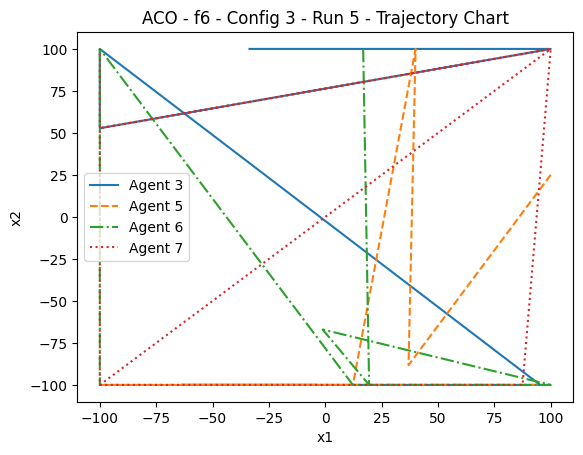 ACO - f6 - Config 3 - Run 5 - Trajectory Chart
x2
100
75
50
25
0
−25
−50
−75
−100
Agent 3
Agent 5
Agent 6
Agent 7
−100 −75 −50 −25 0 25 50 75 100
x1